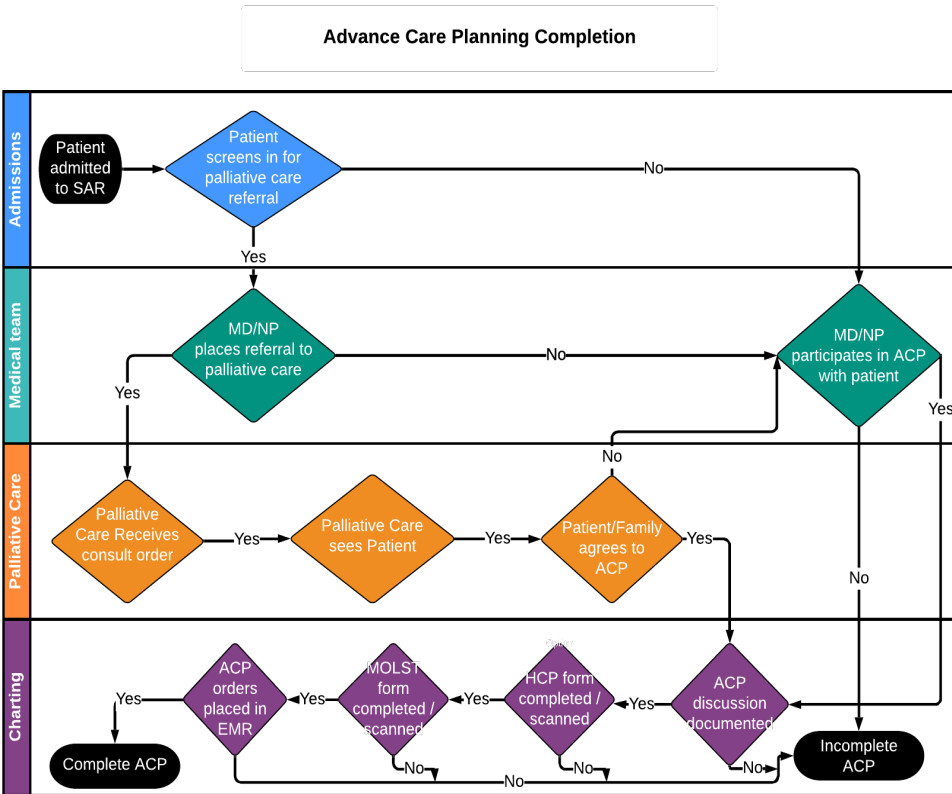 Advance Care Planning Completion
Admissions
Patient
admitted
to SAR
Patient
screens in for
palliative care
referral
No
Yes
Medical team
MD/NP
places referral to
palliative care
No
MD/NP
participates in ACP
with patient
Yes
Yes
No
Palliative Care
Palliative
Care Receives
consult order
Yes
Palliative Care
sees Patient
Yes
Patient/Family
agrees to
ACP
Yes
No
Charting
ACP
discussion
documented
Yes
HCP form
completed /
scanned
Yes
MOLST
form
completed /
scanned
Yes
ACP
orders
placed in
EMR
Yes
Complete ACP
No
No
No
No
Incomplete
ACP